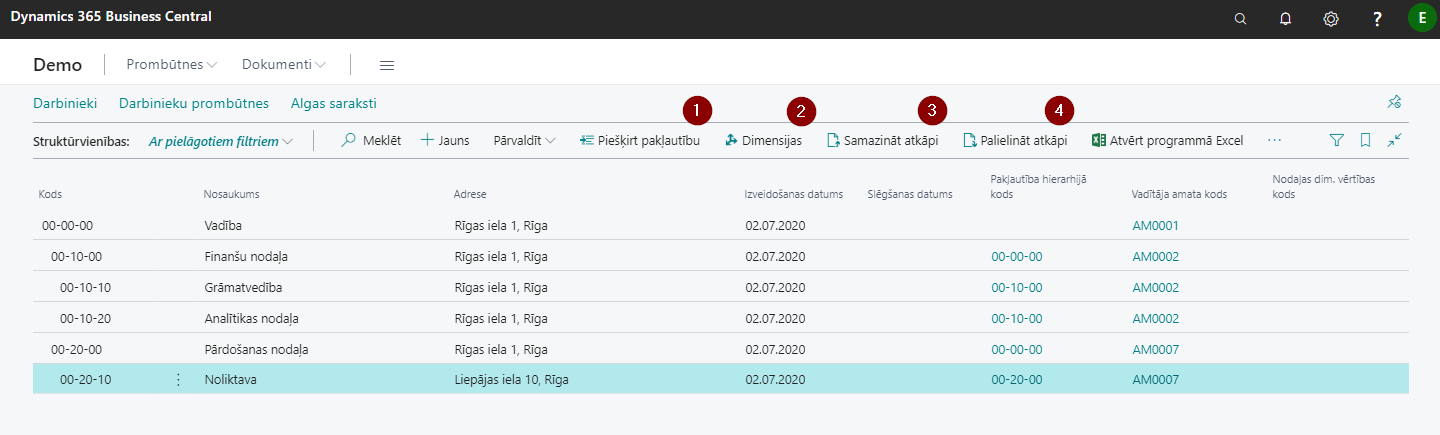 Dynamics 365 Business Central
? E
Demo Prombūtnes Dokumenti
Darbinieki Darbinieku prombūtnes Algas saraksti
1 2 3 4
Struktūrvienības: Ar pielāgotiem filtriem Meklēt Jauns Pārvaldīt Piešķirt pakļautību Dimensijas Samazināt atkāpi Palielināt atkāpi Atvērt programmā Excel ...
Kods Nosaukums Adrese Izveidošanas datums Slēgšanas datums Pakļautība hierarhijā kods Vadītāja amata kods Nodaļas dim. vērtības kods
00-00-00 Vadība Rīgas iela 1, Rīga 02.07.2020 AM0001
00-10-00 Finanšu nodaļa Rīgas iela 1, Rīga 02.07.2020 00-00-00 AM0002
00-10-10 Grāmatvedība Rīgas iela 1, Rīga 02.07.2020 00-10-00 AM0002
00-10-20 Analītikas nodaļa Rīgas iela 1, Rīga 02.07.2020 00-10-00 AM0002
00-20-00 Pārdošanas nodaļa Rīgas iela 1, Rīga 02.07.2020 00-00-00 AM0007
00-20-10 Noliktava Liepājas iela 10, Rīga 02.07.2020 00-20-00 AM0007